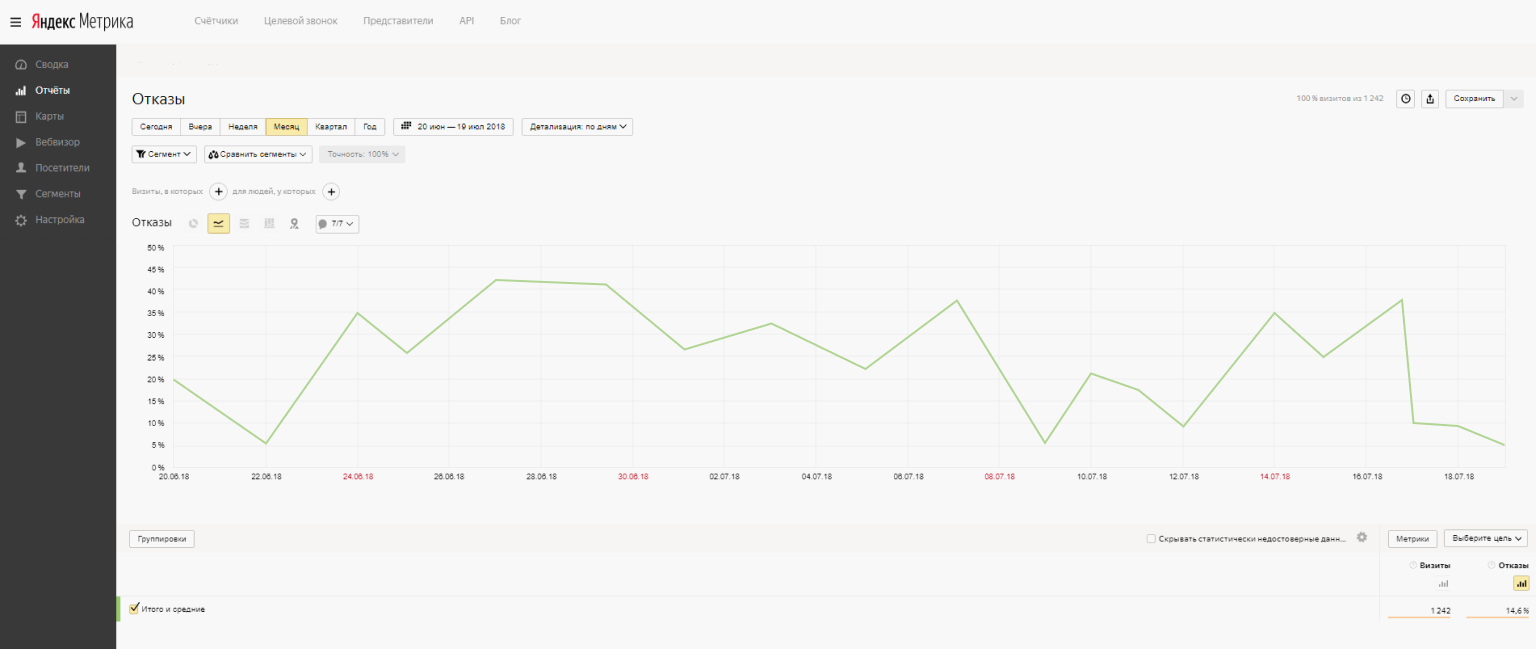 Яндекс Метрика Счётчики Целевой звонок Представители API Блог
Сводка
Отчёты
Карты
Вебвизор
Посетители
Сегменты
Настройка
Отказы 100 % визитов из 1 242 Сохранить
Сегодня Вчера Неделя Месяц Квартал Год 20 июн — 19 июл 2018 Детализация: по дням
Сегмент Сравнить сегменты Точность: 100%
Визиты, в которых + для людей, у которых +
Отказы 7/7
50 %
45 %
40 %
35 %
30 %
25 %
20 %
15 %
10 %
5 %
0 %
20.06.18 22.06.18 24.06.18 26.06.18 28.06.18 30.06.18 02.07.18 04.07.18 06.07.18 08.07.18 10.07.18 12.07.18 14.07.18 16.07.18 18.07.18
Группировки Скрывать статистически недостоверные данн... Метрики Выберите цель
Визиты Отказы
Итого и средние 1 242 14,6 %